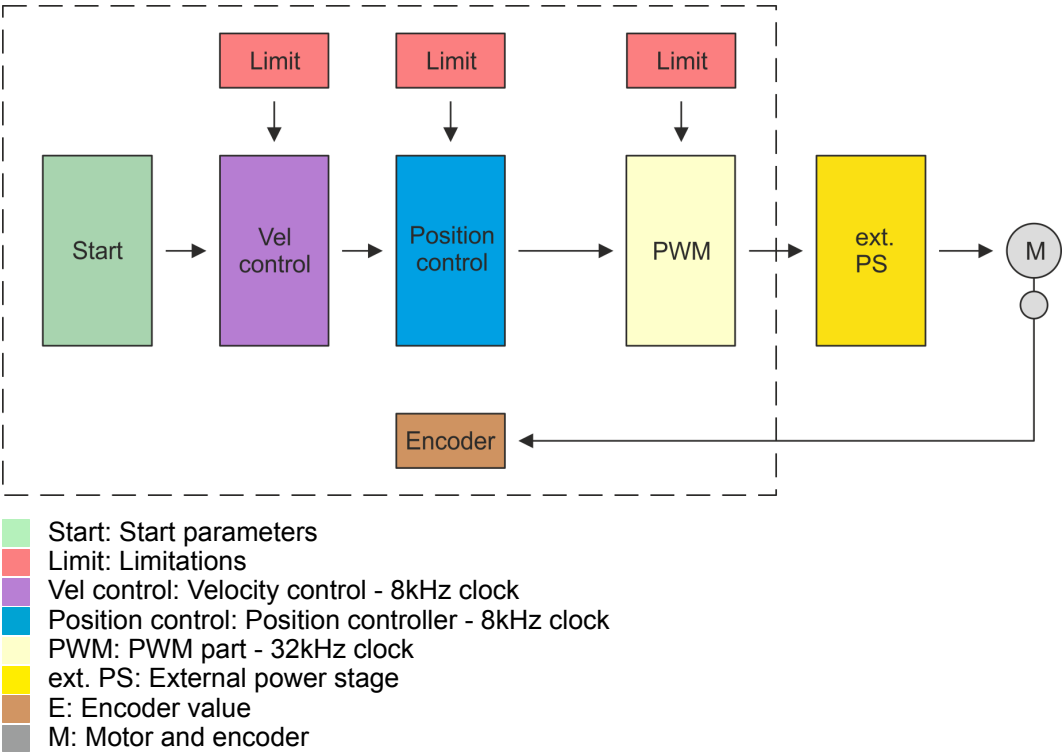 Limit
Limit
Limit
Start
Vel
control
Position
control
PWM
ext.
PS
M
Encoder
Start: Start parameters
Limit: Limitations
Vel control: Velocity control - 8kHz clock
Position control: Position controller - 8kHz clock
PWM: PWM part - 32kHz clock
ext. PS: External power stage
E: Encoder value
M: Motor and encoder